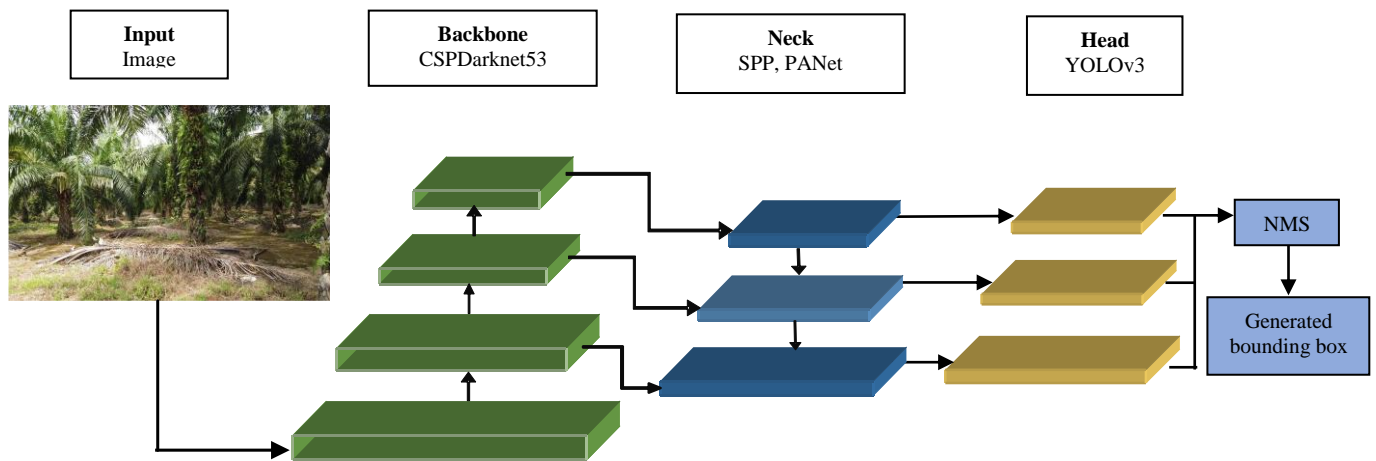 Input
Image
Backbone
CSPDarknet53
Neck
SPP, PANet
Head
YOLOv3
NMS
Generated
bounding box